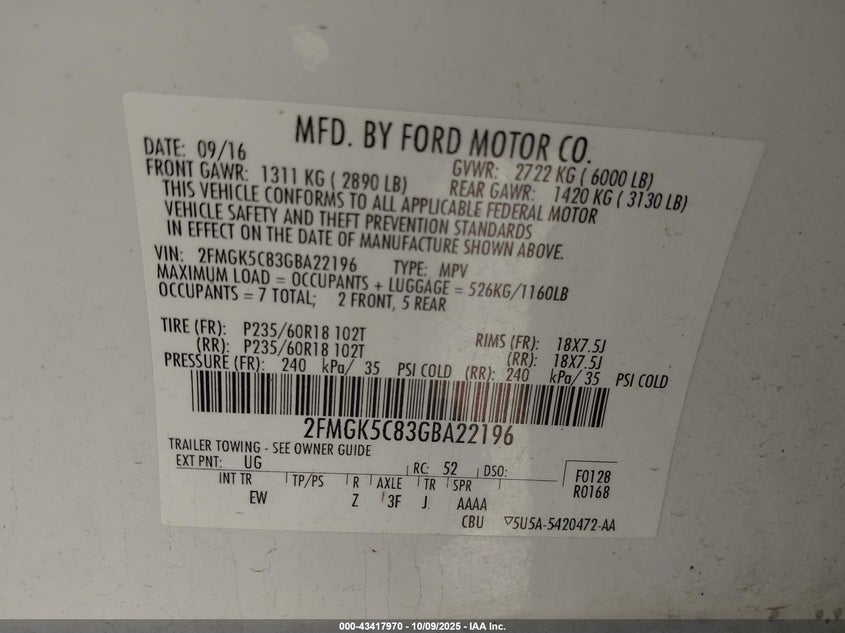 MFD. BY FORD MOTOR CO.
DATE: 09/16 GVWR: 2722 KG ( 6000 LB)
FRONT GAWR: 1311 KG ( 2890 LB) REAR GAWR: 1420 KG ( 3130 LB)
THIS VEHICLE CONFORMS TO ALL APPLICABLE FEDERAL MOTOR
VEHICLE SAFETY AND THEFT PREVENTION STANDARDS
IN EFFECT ON THE DATE OF MANUFACTURE SHOWN ABOVE.
VIN: 2FMGK5C83GBA22196 TYPE: MPV
MAXIMUM LOAD = OCCUPANTS + LUGGAGE = 526KG/1160LB
OCCUPANTS = 7 TOTAL; 2 FRONT, 5 REAR
TIRE (FR): P235/60R18 102T RIMS (FR): 18X7.5J
(RR): P235/60R18 102T (RR): 18X7.5J
PRESSURE (FR): 240 kPa/ 35 PSI COLD (RR): 240 kPa/ 35 PSI COLD
2FMGK5C83GBA22196
TRAILER TOWING - SEE OWNER GUIDE
EXT PNT: UG RC: 52 DSO: F0128
INT TR TP/PS R AXLE TR SPR R0168
EW Z 3F J AAAA
CBU ▽5U5A-5420472-AA
000-43417970 | 10/09/2025 - IAA Inc.